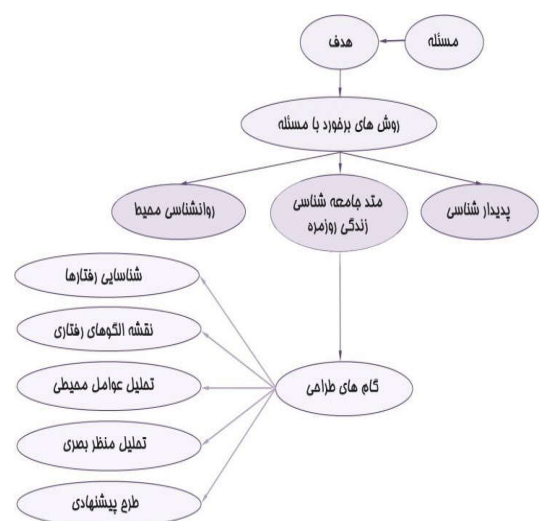 مسئله
هدف
روش های برخورد با مسئله
پدیدار شناسی
متد جامعه شناسی
زندگی روزمره
روانشناسی محیط
گام های طراحی
شناسایی رفتارها
نقشه الگوهای رفتاری
تحلیل عوامل محیطی
تحلیل منظر بصری
طرح پیشنهادی